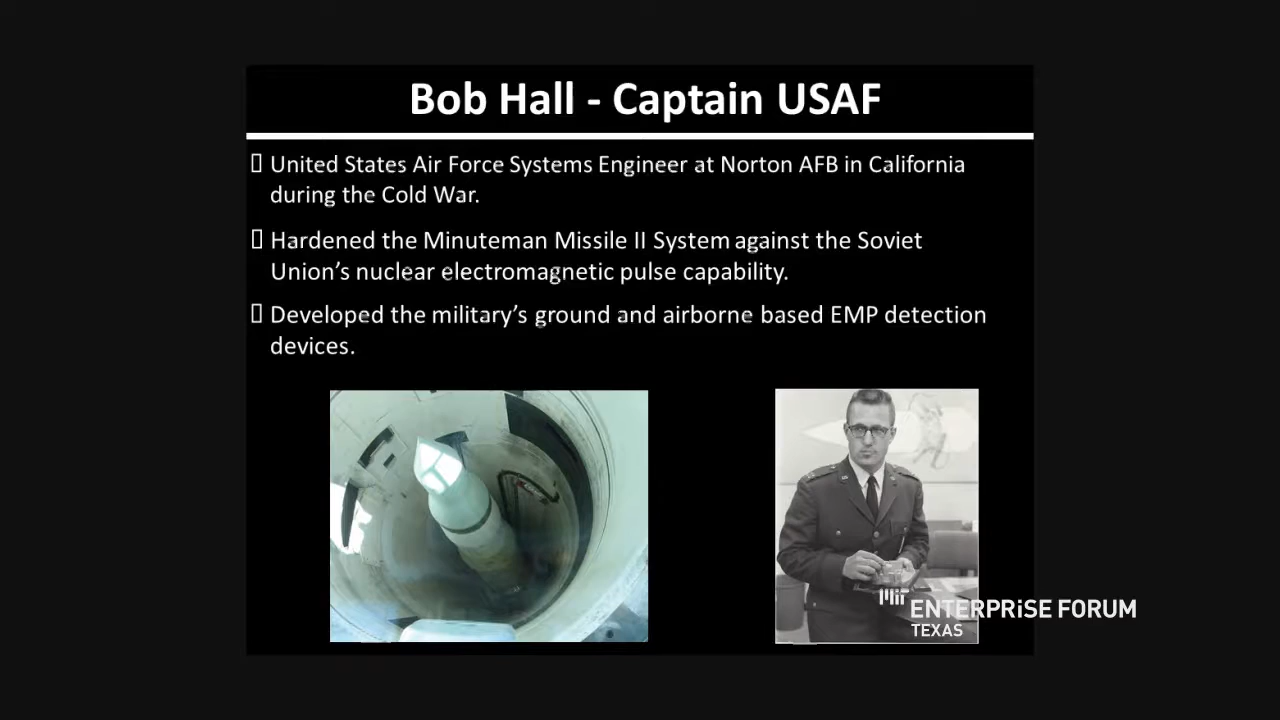 Bob Hall - Captain USAF
▯ United States Air Force Systems Engineer at Norton AFB in California
during the Cold War.
▯ Hardened the Minuteman Missile II System against the Soviet
Union’s nuclear electromagnetic pulse capability.
▯ Developed the military’s ground and airborne based EMP detection
devices.
MIT
ENTERPRiSE FORUM
TEXAS